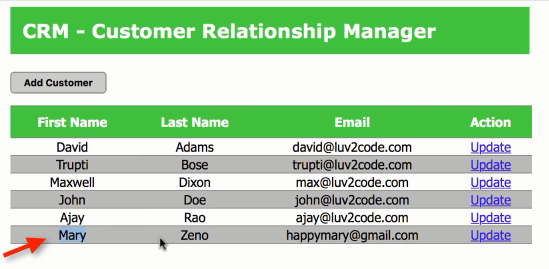 CRM - Customer Relationship Manager
Add Customer
First Name Last Name Email Action
David Adams david@luv2code.com Update
Trupti Bose trupti@luv2code.com Update
Maxwell Dixon max@luv2code.com Update
John Doe john@luv2code.com Update
Ajay Rao ajay@luv2code.com Update
Mary Zeno happymary@gmail.com Update